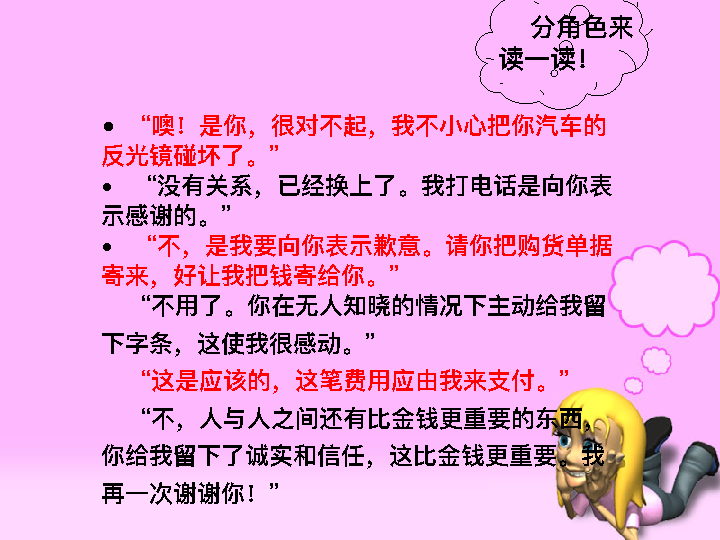 分角色来
读一读！
• “噢！是你，很对不起，我不小心把你汽车的
反光镜碰坏了。”
• “没有关系，已经换上了。我打电话是向你表
示感谢的。”
• “不，是我要向你表示歉意。请你把购货单据
寄来，好让我把钱寄给你。”
“不用了。你在无人知晓的情况下主动给我留
下字条，这使我很感动。”
“这是应该的，这笔费用应由我来支付。”
“不，人与人之间还有比金钱更重要的东西，
你给我留下了诚实和信任，这比金钱更重要。我
再一次谢谢你！”